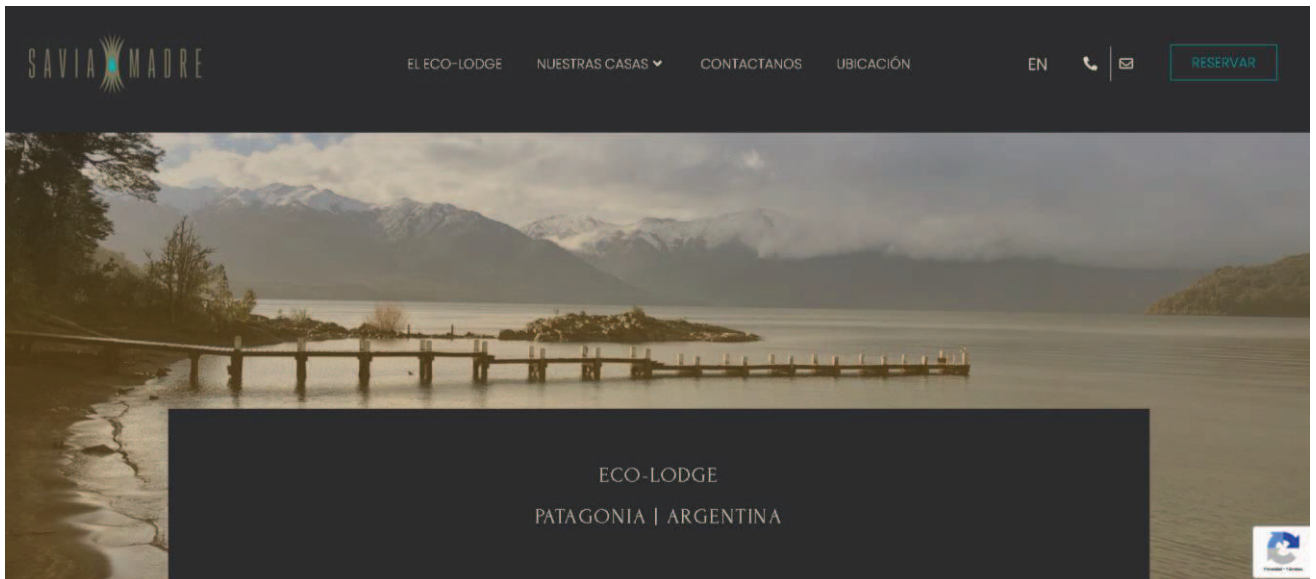 SAVIA MADRE
EL ECO-LODGE NUESTRAS CASAS CONTACTANOS UBICACIÓN EN RESERVAR
ECO-LODGE
PATAGONIA | ARGENTINA